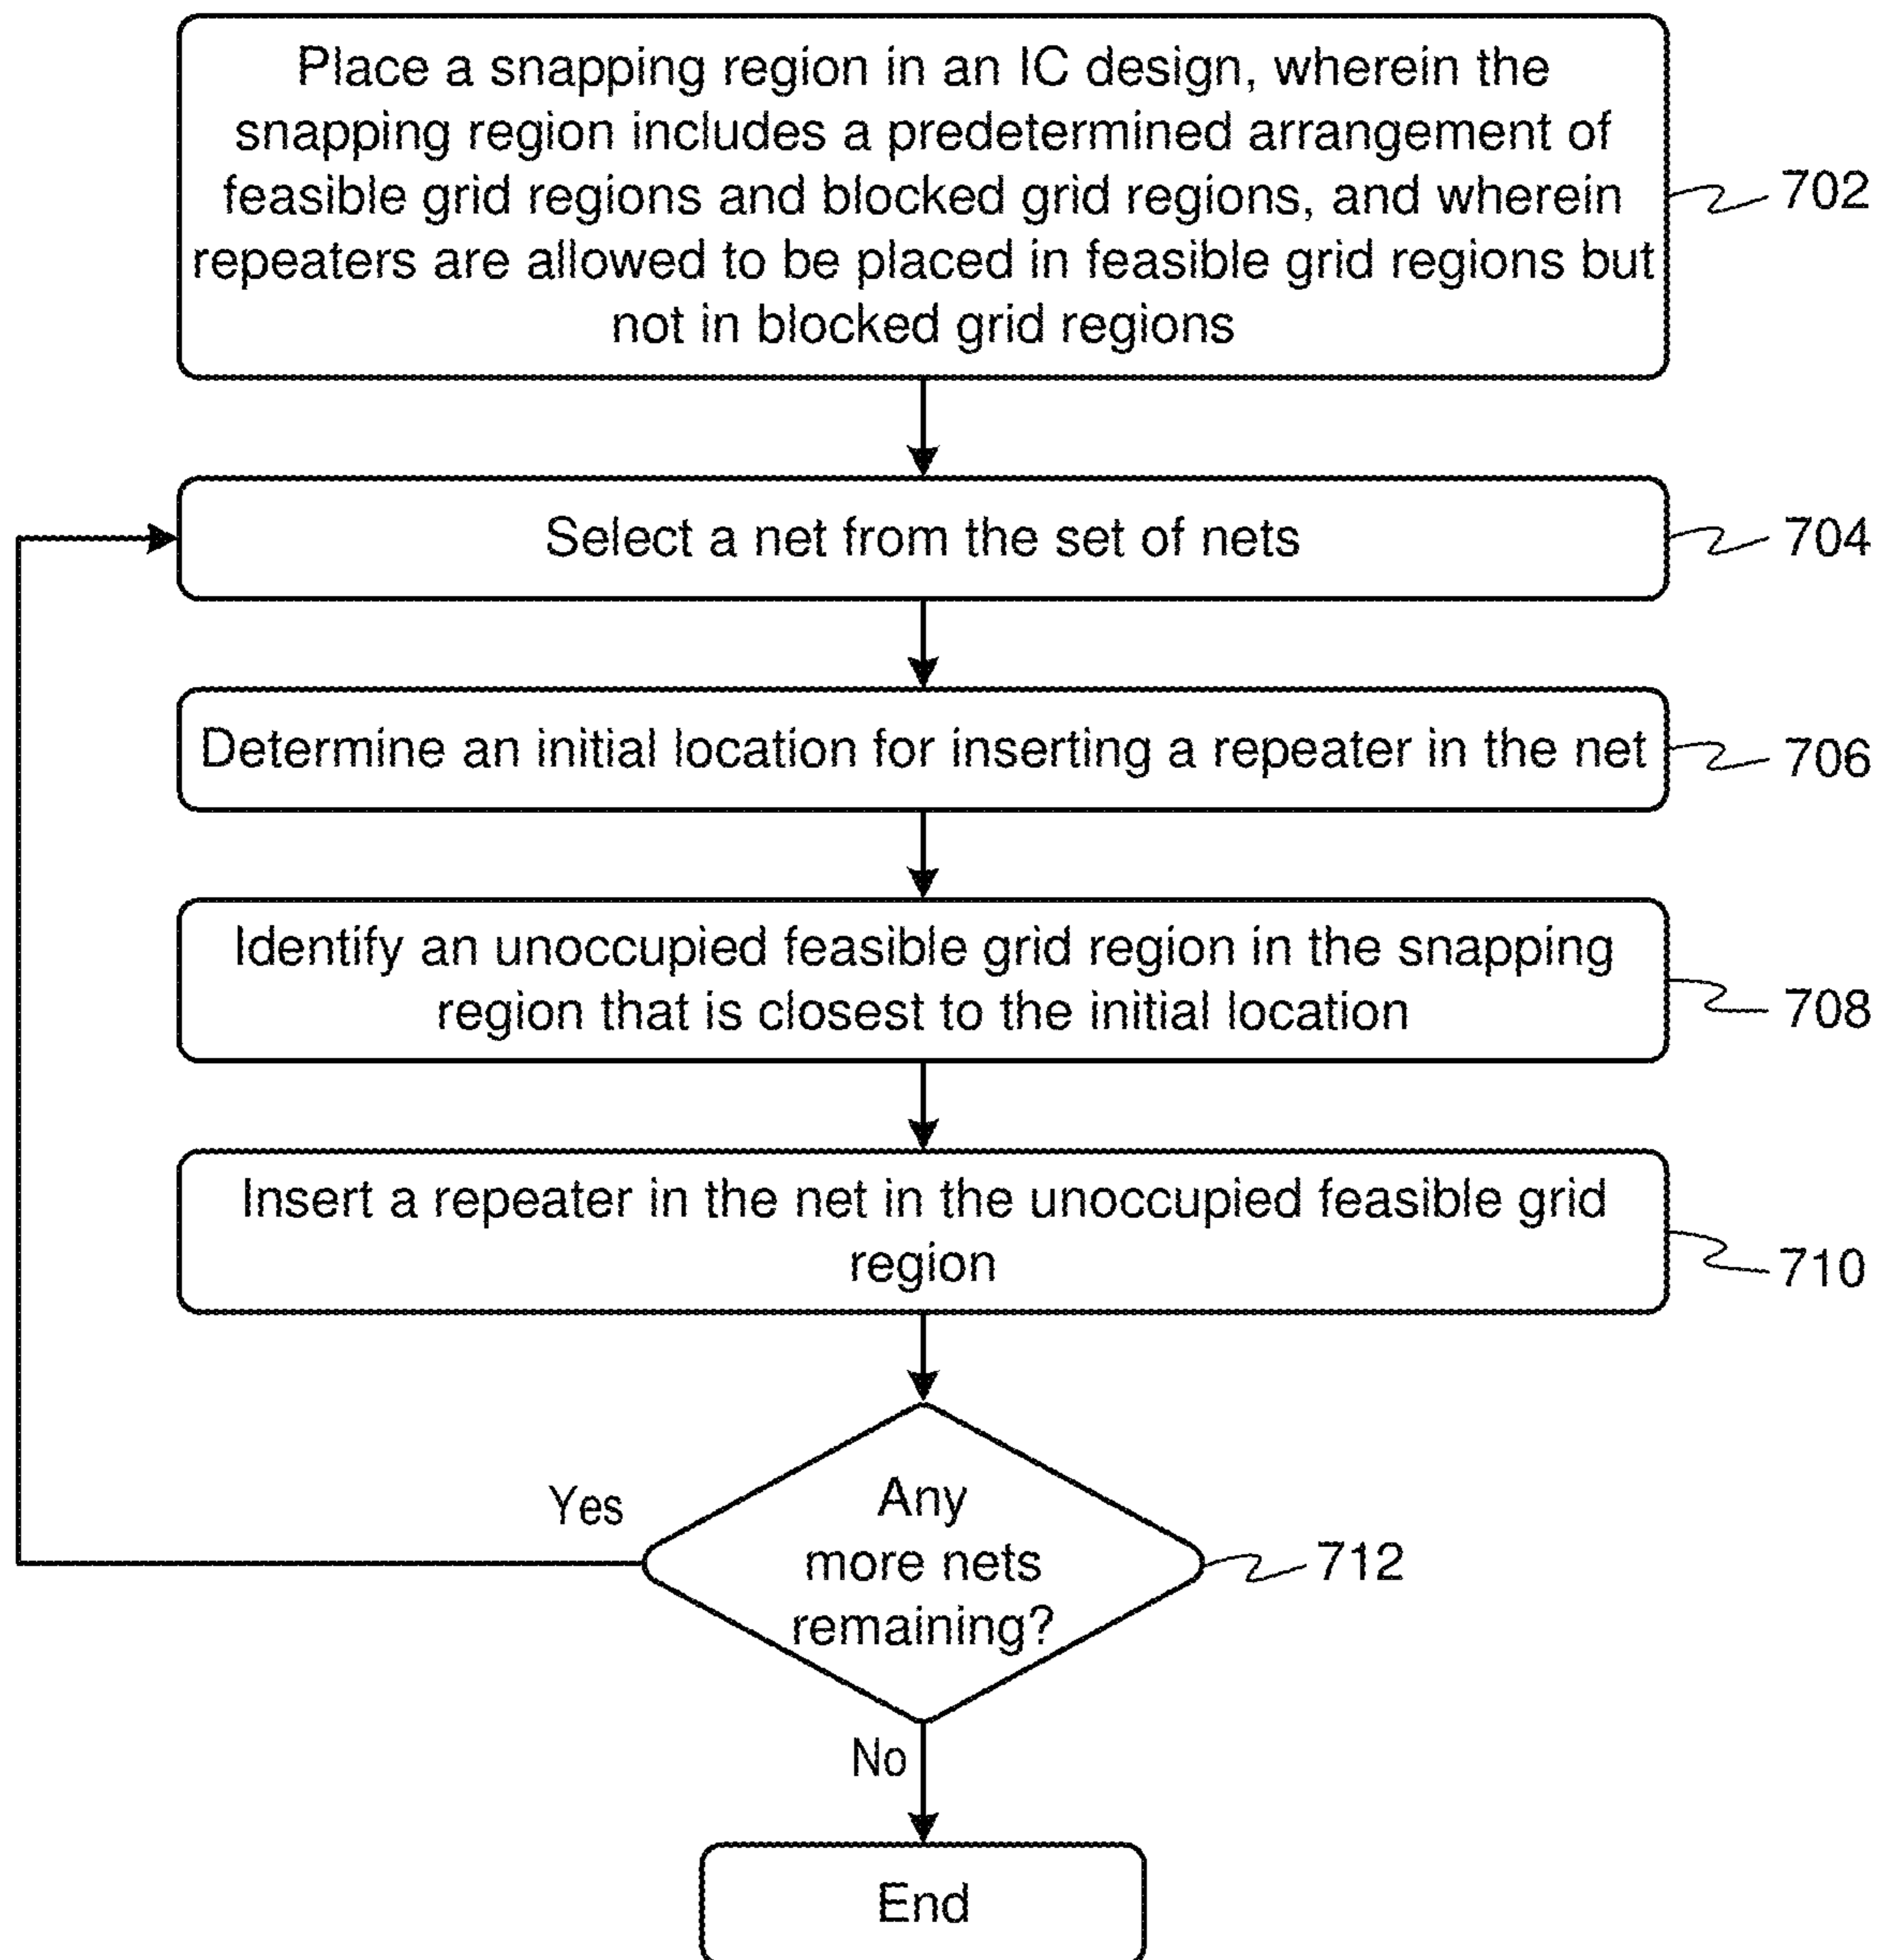 Place a snapping region in an IC design, wherein the
snapping region includes a predetermined arrangement of
feasible grid regions and blocked grid regions, and wherein
repeaters are allowed to be placed in feasible grid regions but
not in blocked grid regions
702
Select a net from the set of nets
704
Determine an initial location for inserting a repeater in the net
706
Identify an unoccupied feasible grid region in the snapping
region that is closest to the initial location
708
Insert a repeater in the net in the unoccupied feasible grid
region
710
Yes
Any
more nets
remaining?
712
No
End